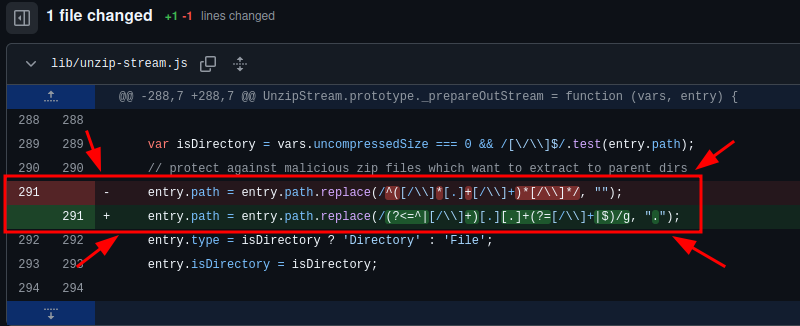 1 file changed +1 -1 lines changed
lib/unzip-stream.js
@@ -288,7 +288,7 @@ UnzipStream.prototype._prepareOutStream = function (vars, entry) {
288 288
289 289 var isDirectory = vars.uncompressedSize === 0 && /[\/\\]$/.test(entry.path);
290 290 // protect against malicious zip files which want to extract to parent dirs
291 - entry.path = entry.path.replace(/^([/\\]*[.]+[/\\]+)*[/\\]*/, "");
291 + entry.path = entry.path.replace(/(?<=^|[/\\]+)[.][.]+(?=[/\\]+|$)/g, ".");
292 292 entry.type = isDirectory ? 'Directory' : 'File';
293 293 entry.isDirectory = isDirectory;
294 294